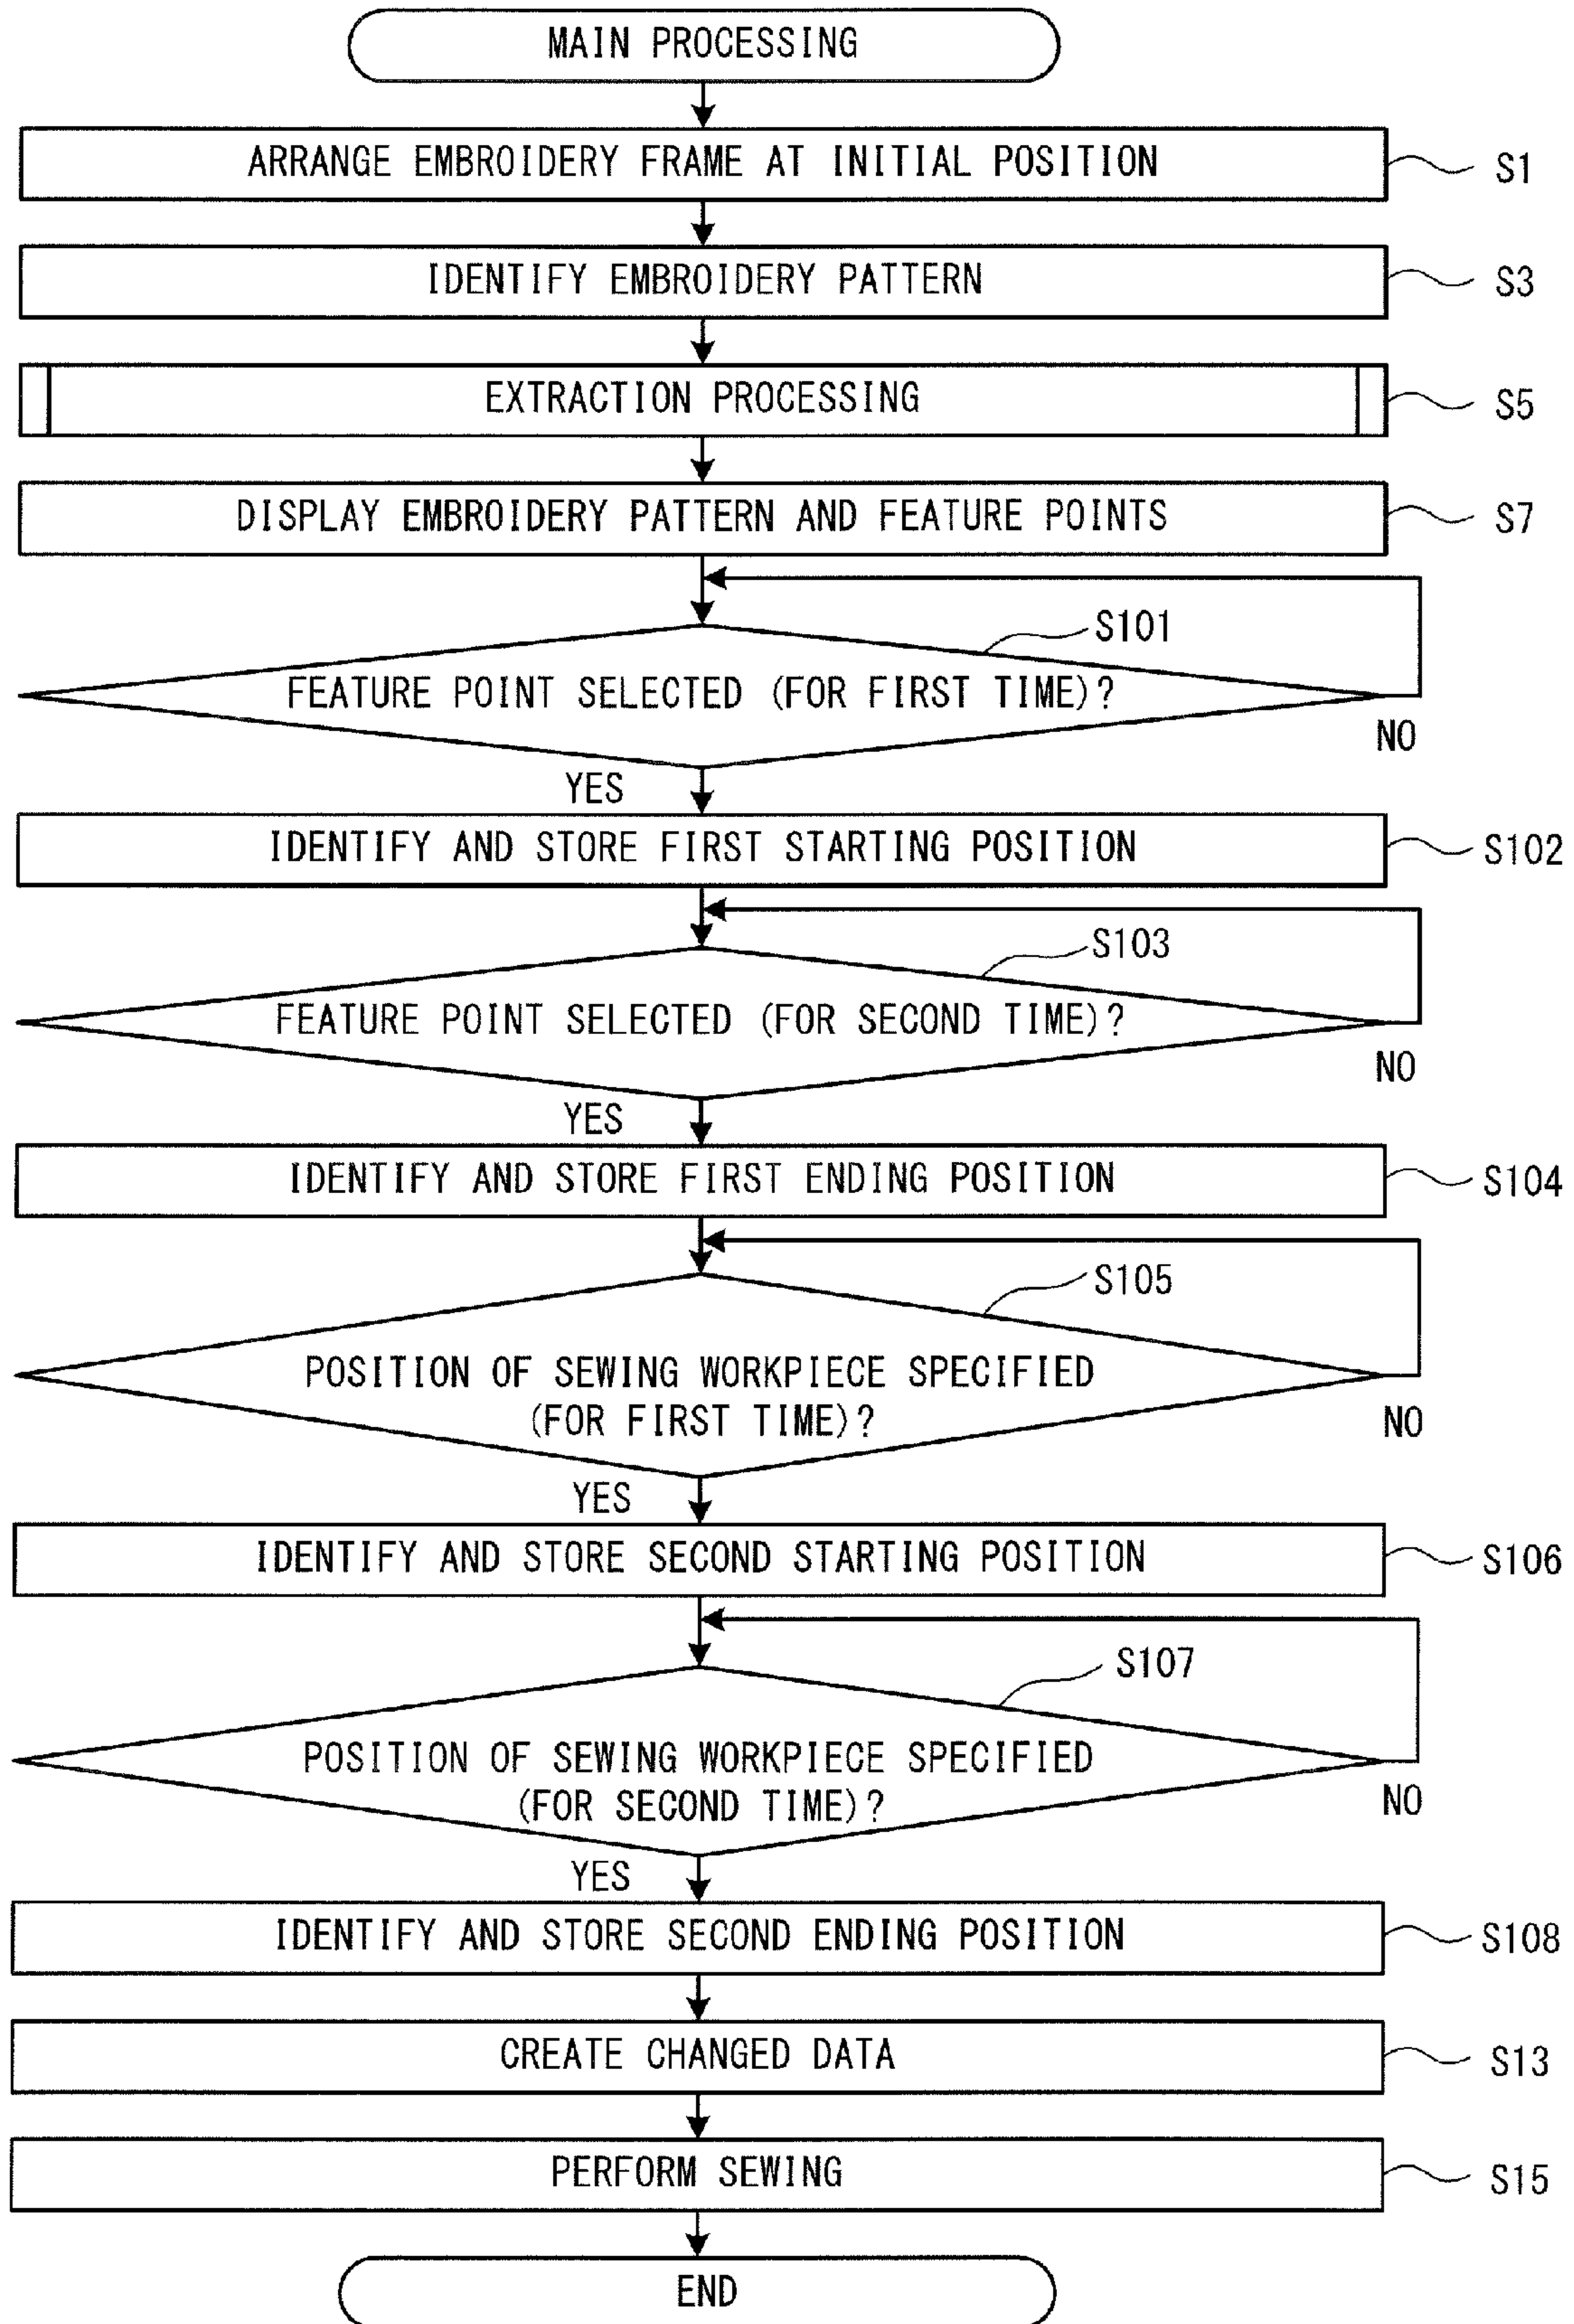 MAIN PROCESSING
ARRANGE EMBROIDERY FRAME AT INITIAL POSITION
S1
IDENTIFY EMBROIDERY PATTERN
S3
EXTRACTION PROCESSING
S5
DISPLAY EMBROIDERY PATTERN AND FEATURE POINTS
S7
S101
FEATURE POINT SELECTED (FOR FIRST TIME)?
NO
YES
IDENTIFY AND STORE FIRST STARTING POSITION
S102
S103
FEATURE POINT SELECTED (FOR SECOND TIME)?
NO
YES
IDENTIFY AND STORE FIRST ENDING POSITION
S104
S105
POSITION OF SEWING WORKPIECE SPECIFIED
(FOR FIRST TIME)?
NO
YES
IDENTIFY AND STORE SECOND STARTING POSITION
S106
S107
POSITION OF SEWING WORKPIECE SPECIFIED
(FOR SECOND TIME)?
NO
YES
IDENTIFY AND STORE SECOND ENDING POSITION
S108
CREATE CHANGED DATA
S13
PERFORM SEWING
S15
END